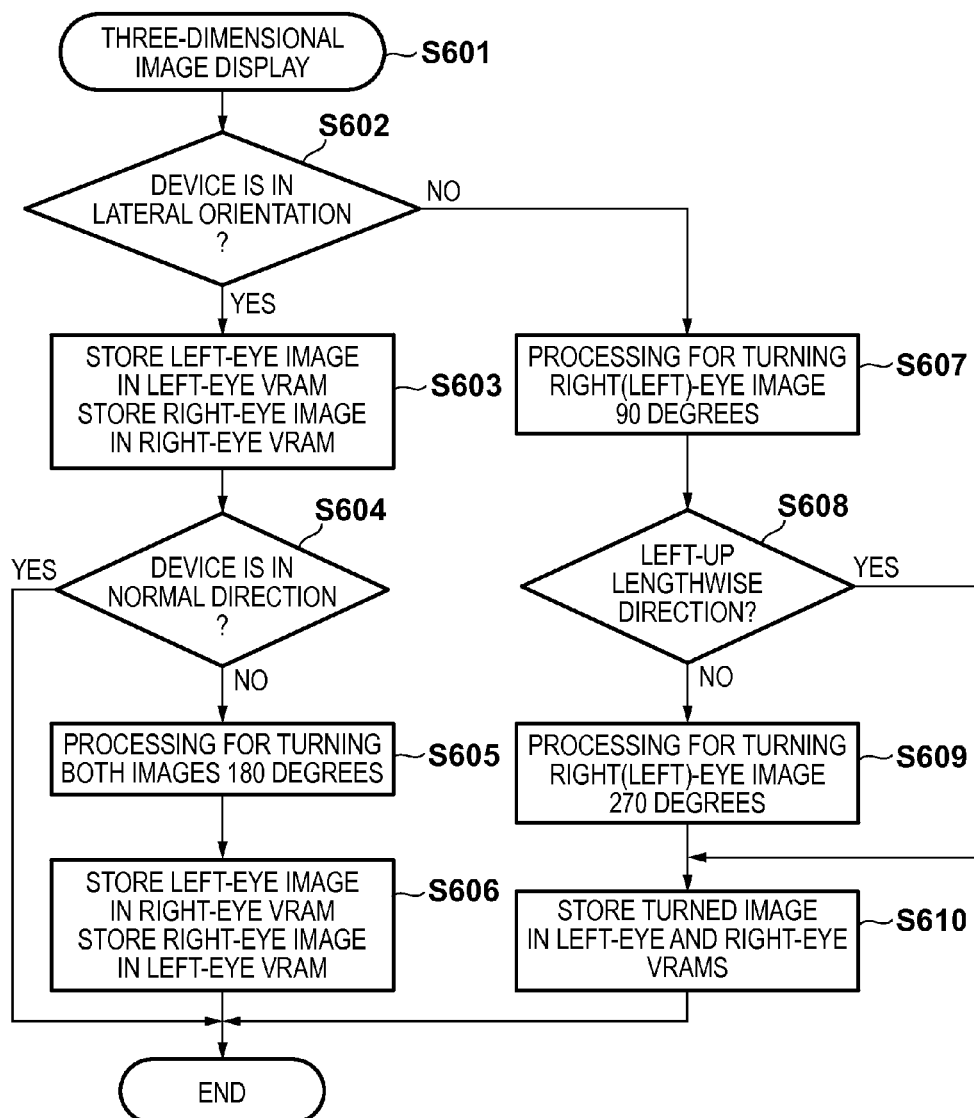 THREE-DIMENSIONAL
IMAGE DISPLAY
S601
S602
DEVICE IS IN
LATERAL ORIENTATION
?
NO
YES
STORE LEFT-EYE IMAGE
IN LEFT-EYE VRAM
STORE RIGHT-EYE IMAGE
IN RIGHT-EYE VRAM
S603
S604
DEVICE IS IN
NORMAL DIRECTION
?
YES
NO
PROCESSING FOR TURNING
BOTH IMAGES 180 DEGREES
S605
STORE LEFT-EYE IMAGE
IN RIGHT-EYE VRAM
STORE RIGHT-EYE IMAGE
IN LEFT-EYE VRAM
S606
PROCESSING FOR TURNING
RIGHT(LEFT)-EYE IMAGE
90 DEGREES
S607
S608
LEFT-UP
LENGTHWISE
DIRECTION?
YES
NO
PROCESSING FOR TURNING
RIGHT(LEFT)-EYE IMAGE
270 DEGREES
S609
STORE TURNED IMAGE
IN LEFT-EYE AND RIGHT-EYE
VRAMS
S610
END